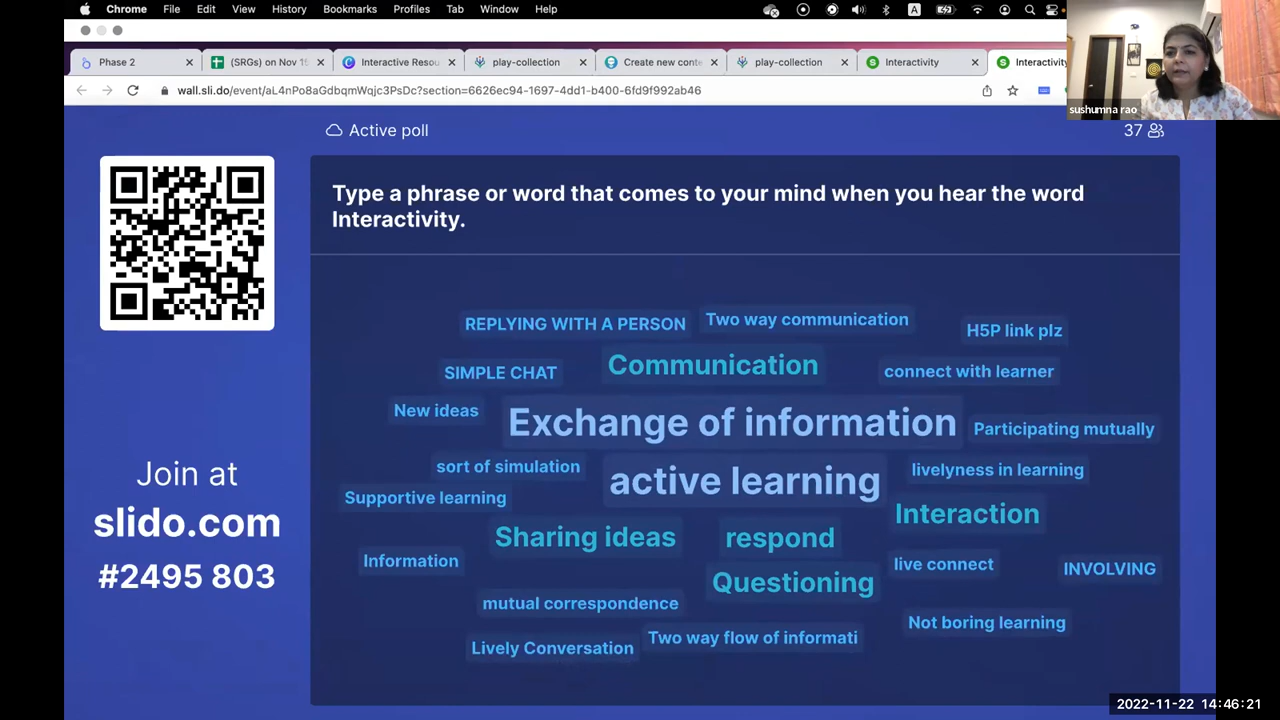 Chrome File Edit View History Bookmarks Profiles Tab Window Help
Phase 2 (SRGs) on Nov 1 Interactive Resou play-collection Create new conte play-collection Interactivity Interactivity
wall.sli.do/event/aL4nPo8aGdbqmWqjc3PsDc?section=6626ec94-1697-4dd1-b400-6fd9f992ab46
sushumna rao
Active poll 37
Type a phrase or word that comes to your mind when you hear the word
Interactivity.
REPLYING WITH A PERSON Two way communication H5P link plz
SIMPLE CHAT Communication connect with learner
New ideas Exchange of information Participating mutually
sort of simulation active learning livelyness in learning
Supportive learning
Sharing ideas respond Interaction
Information Questioning live connect INVOLVING
mutual correspondence
Not boring learning
Lively Conversation Two way flow of informati
Join at
slido.com
#2495 803
2022-11-22 14:46:21